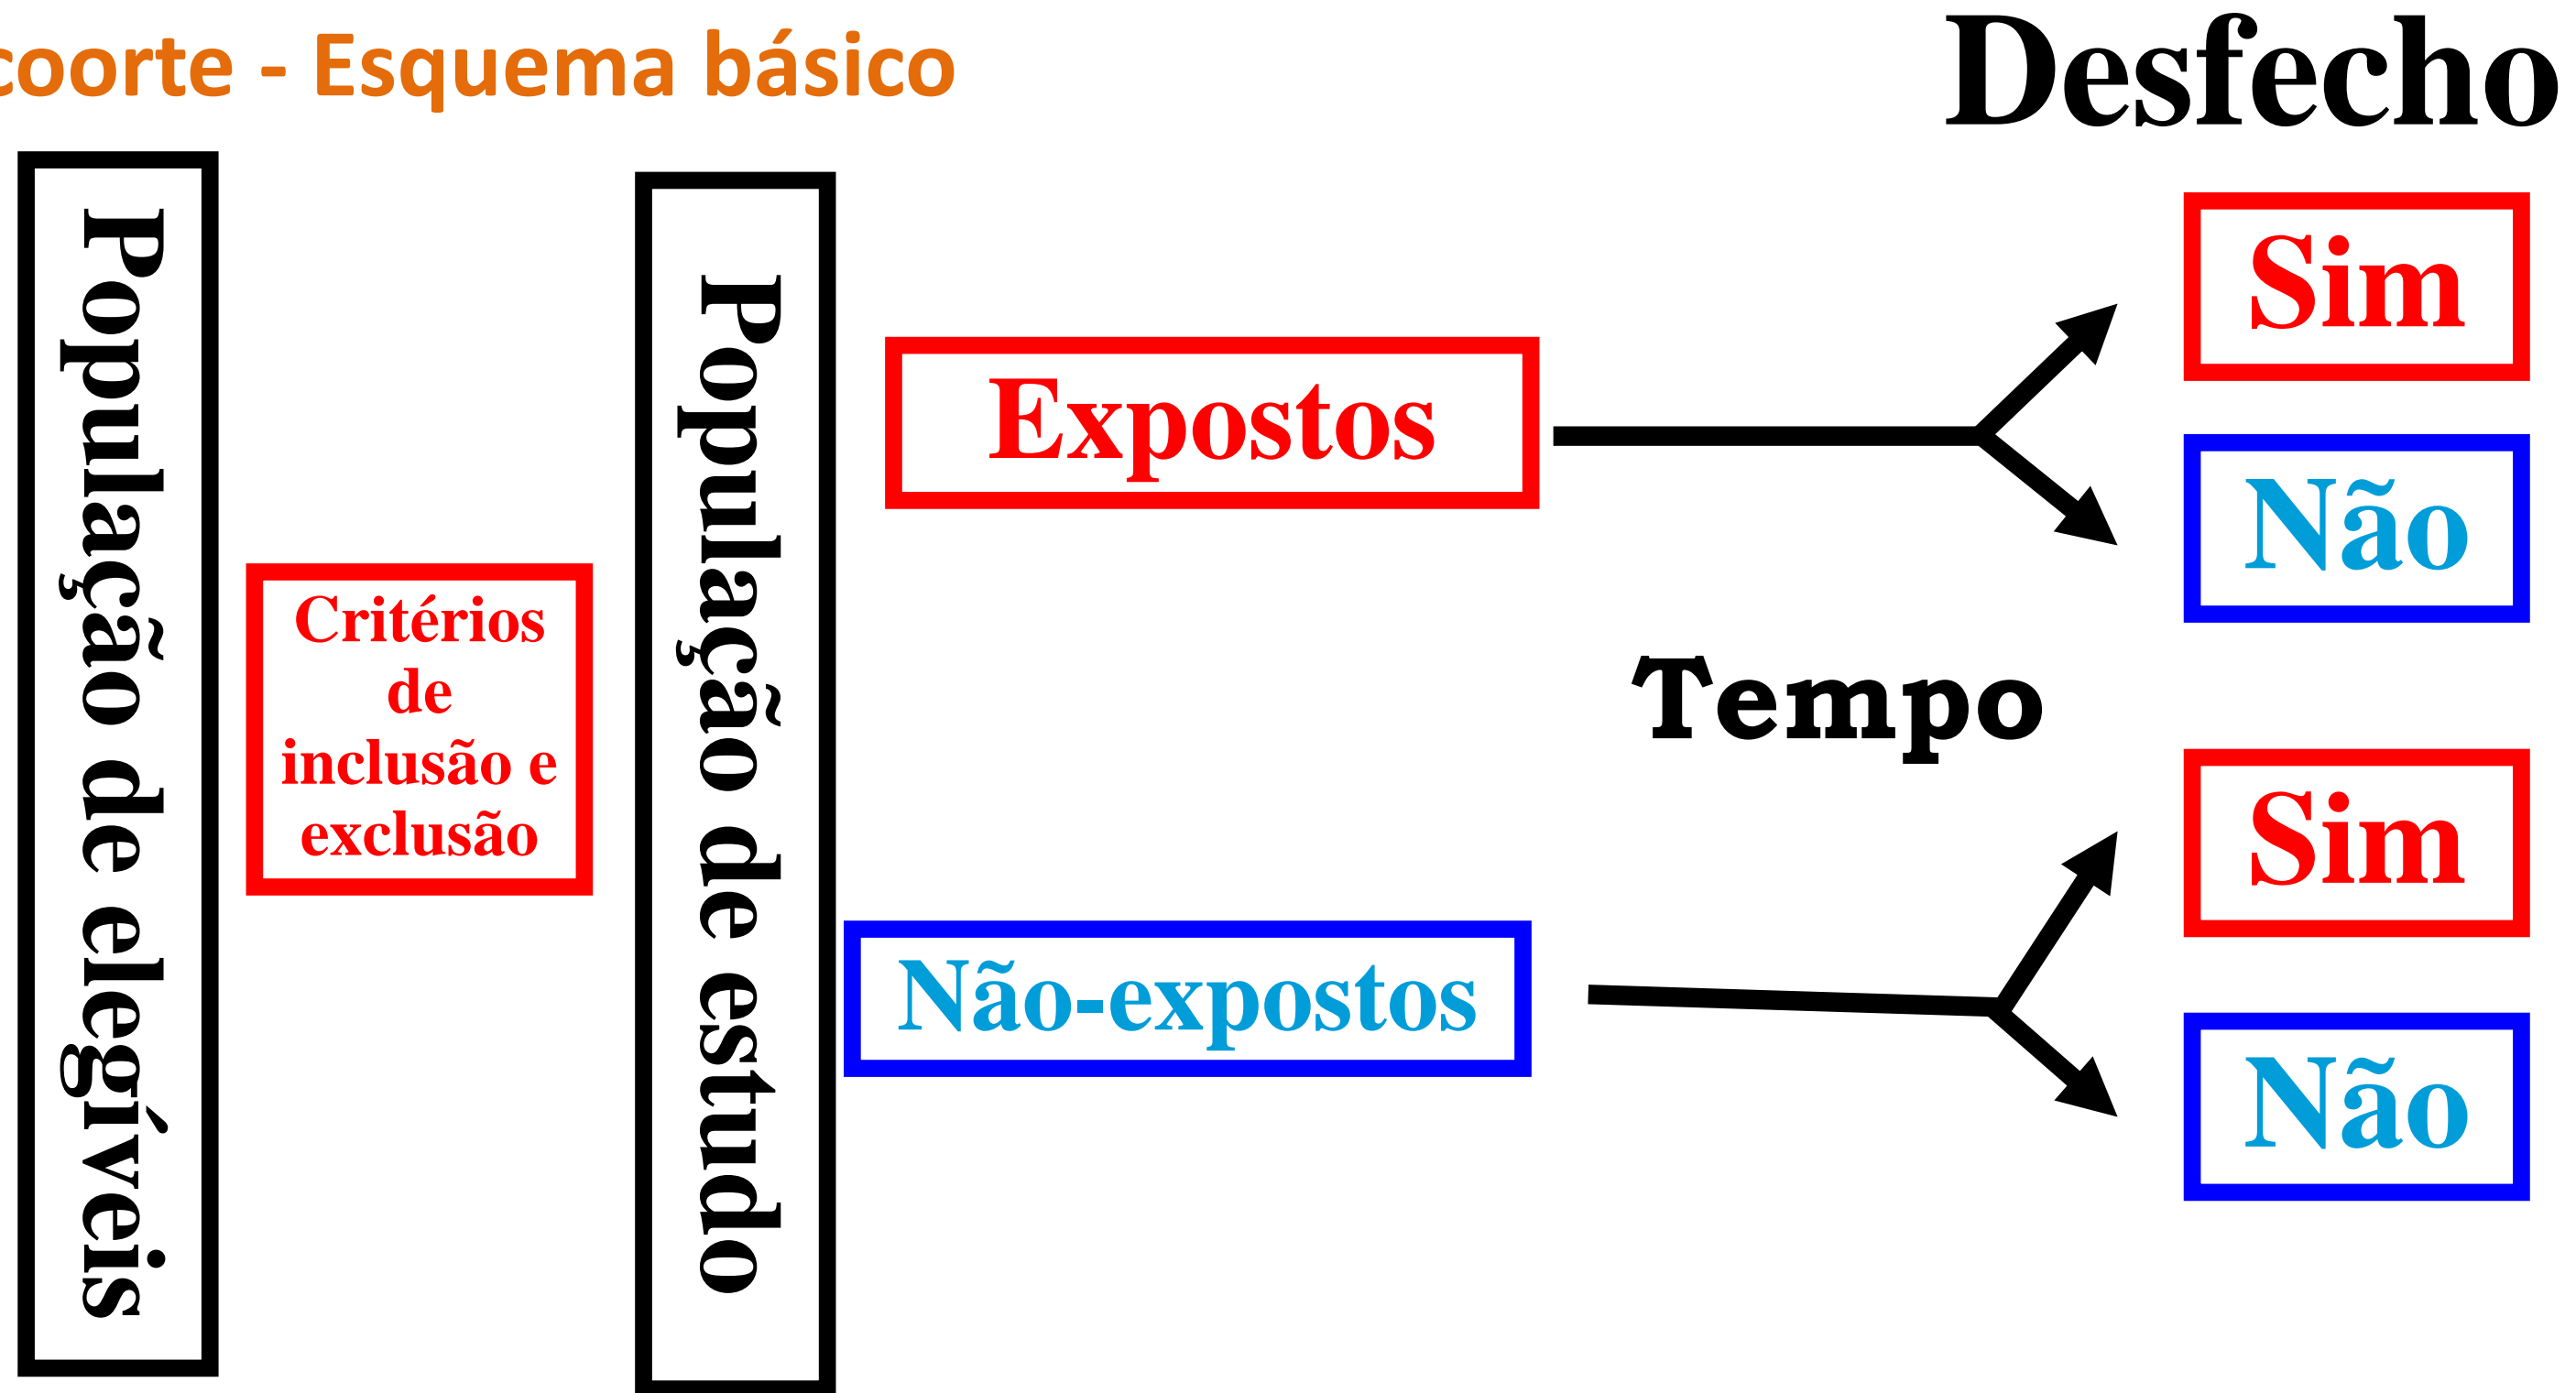 coorte - Esquema básico
Desfecho
População de elegíveis
Critérios
de
inclusão e
exclusão
População de estudo
Expostos
Sim
Não
Tempo
Não-expostos
Sim
Não